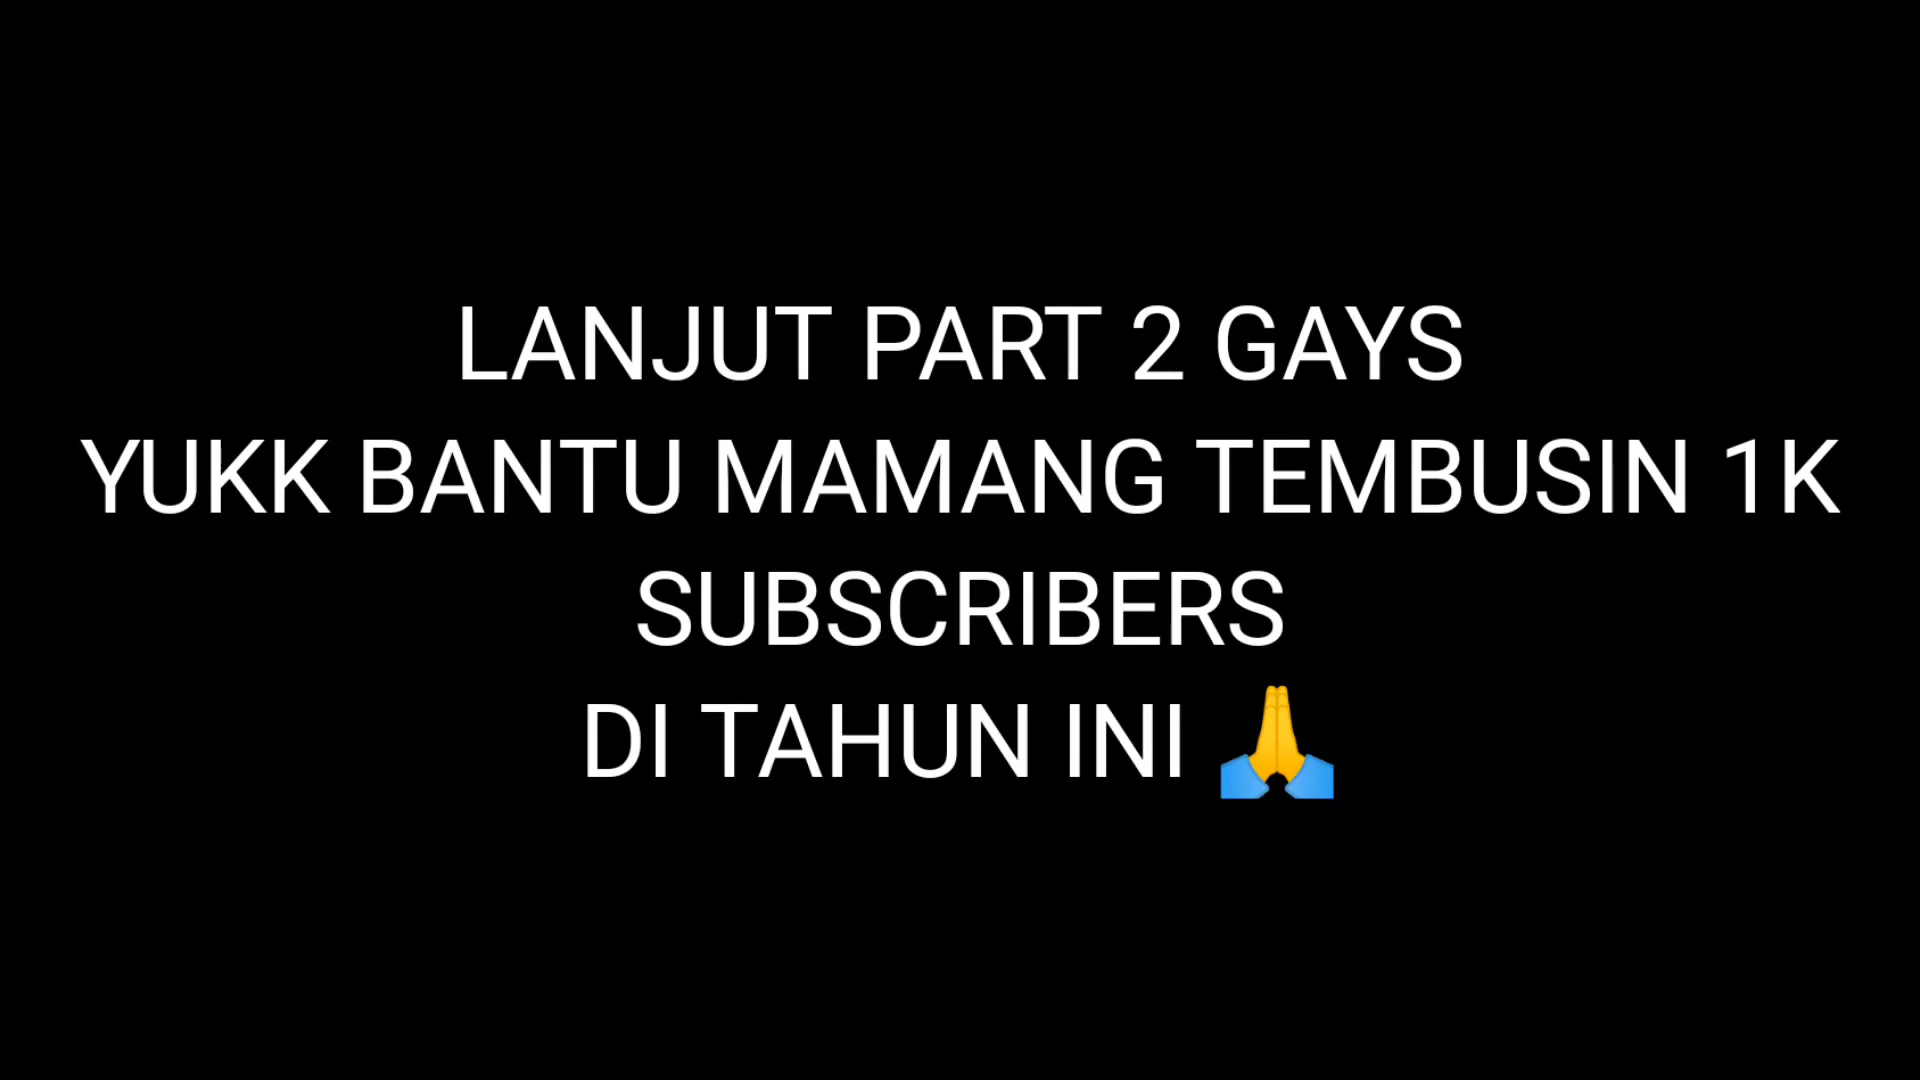 LANJUT PART 2 GAYS
YUKK BANTU MAMANG TEMBUSIN 1K
SUBSCRIBERS
DI TAHUN INI 🙏